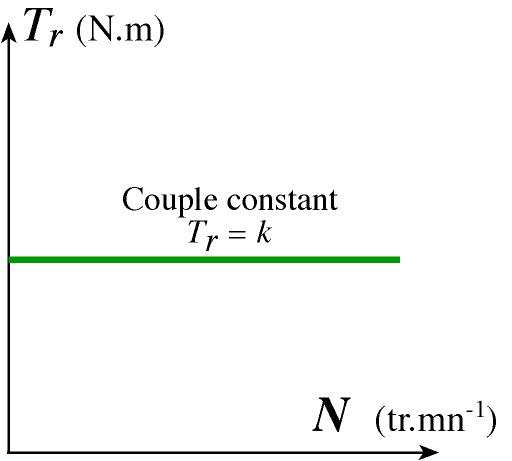 Tr (N.m)
Couple constant
Tr = k
N (tr.mn⁻¹)